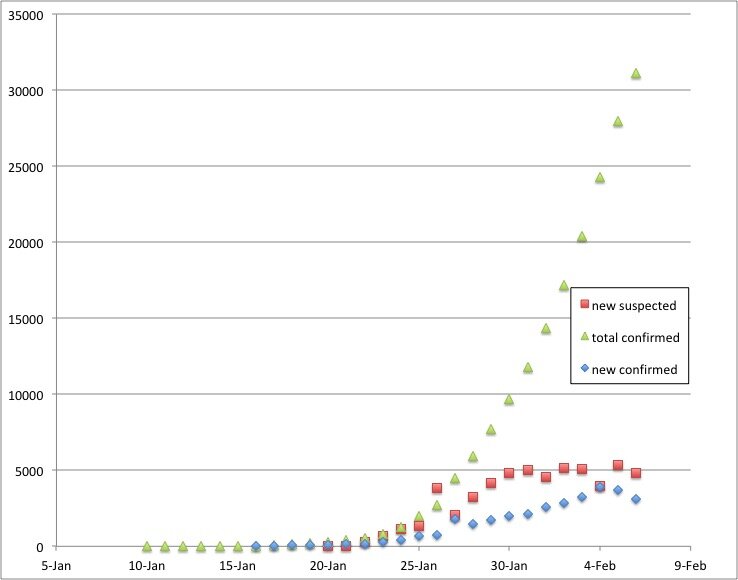 35000
30000
25000
20000
15000
10000
5000
0
new suspected
total confirmed
new confirmed
5-Jan 10-Jan 15-Jan 20-Jan 25-Jan 30-Jan 4-Feb 9-Feb